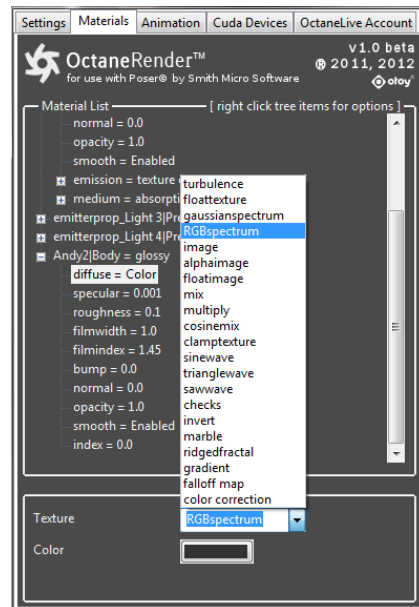 Settings Materials Animation Cuda Devices OctaneLive Account
OctaneRender™
for use with Poser® by Smith Micro Software
v1.0 beta
® 2011, 2012
otoy
Material List [ right click tree items for options ]
normal = 0.0
opacity = 1.0
smooth = Enabled
emission = texture
medium = absorpti
emitterprop_Light 3|Pre
emitterprop_Light 4|Pre
Andy2|Body = glossy
diffuse = Color
specular = 0.001
roughness = 0.1
filmwidth = 1.0
filmindex = 1.45
bump = 0.0
normal = 0.0
opacity = 1.0
smooth = Enabled
index = 0.0
turbulence
floattexture
gaussianspectrum
RGBspectrum
image
alphaimage
floatimage
mix
multiply
cosinemix
clamptexture
sinewave
trianglewave
sawwave
checks
invert
marble
ridgedfractal
gradient
falloff map
color correction
Texture RGBspectrum
Color